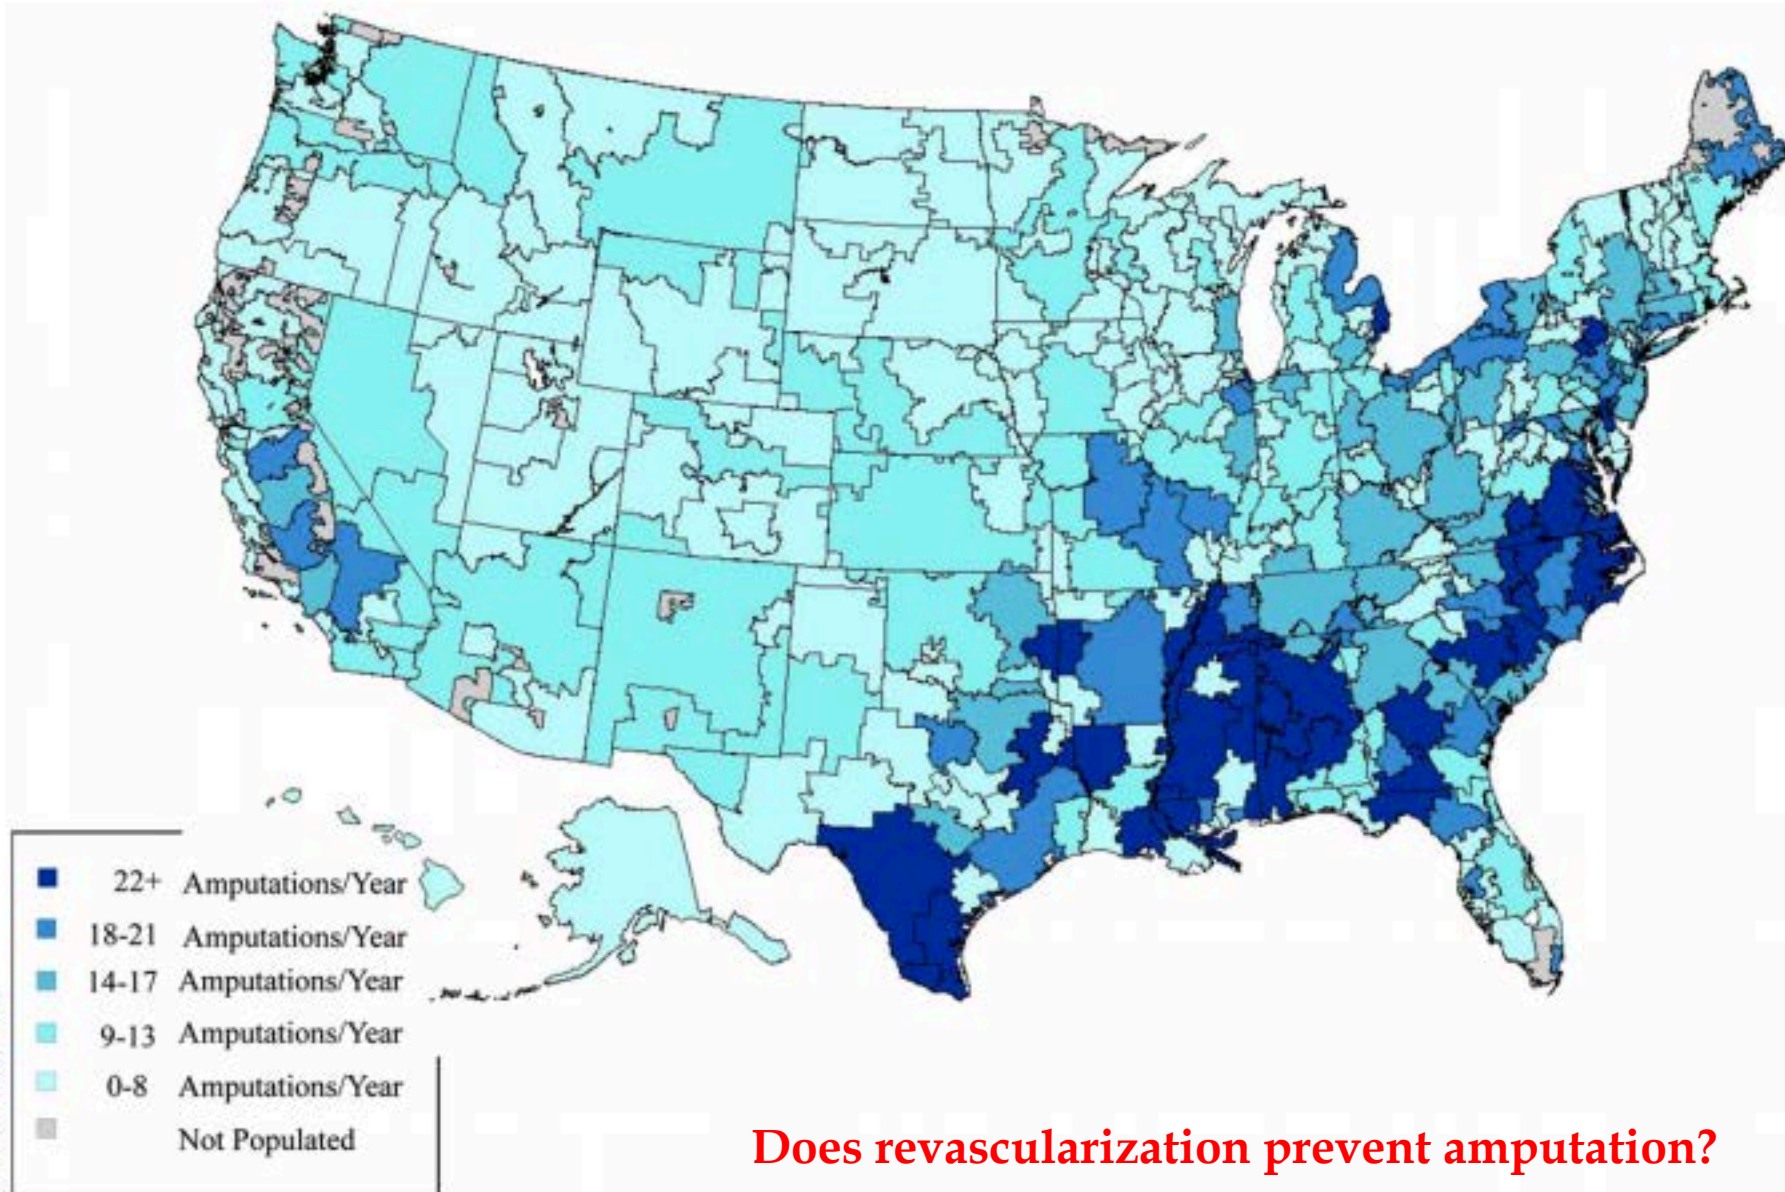 22+ Amputations/Year
18-21 Amputations/Year
14-17 Amputations/Year
9-13 Amputations/Year
0-8 Amputations/Year
Not Populated
Does revascularization prevent amputation?